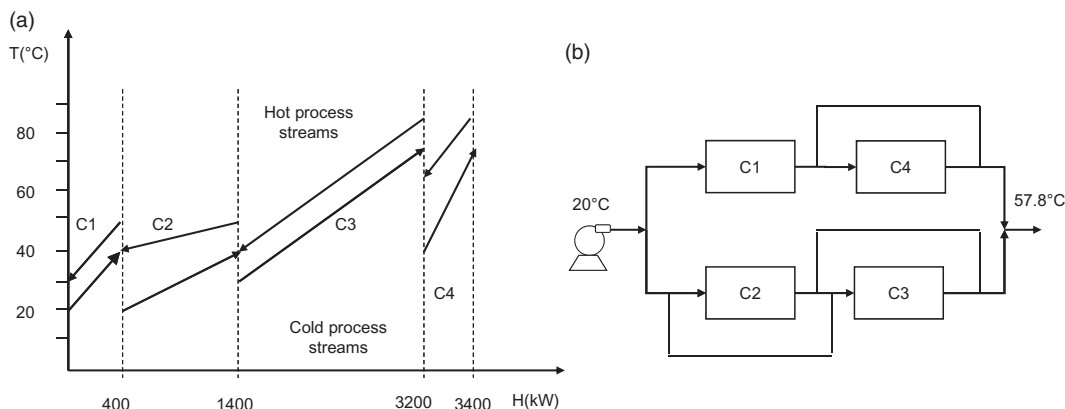 (a)
T(°C)
80
60
40
20
C1
C2
C3
C4
Hot process
streams
Cold process
streams
400
1400
3200
3400
H(kW)
(b)
20°C
C1
C4
C2
C3
57.8°C